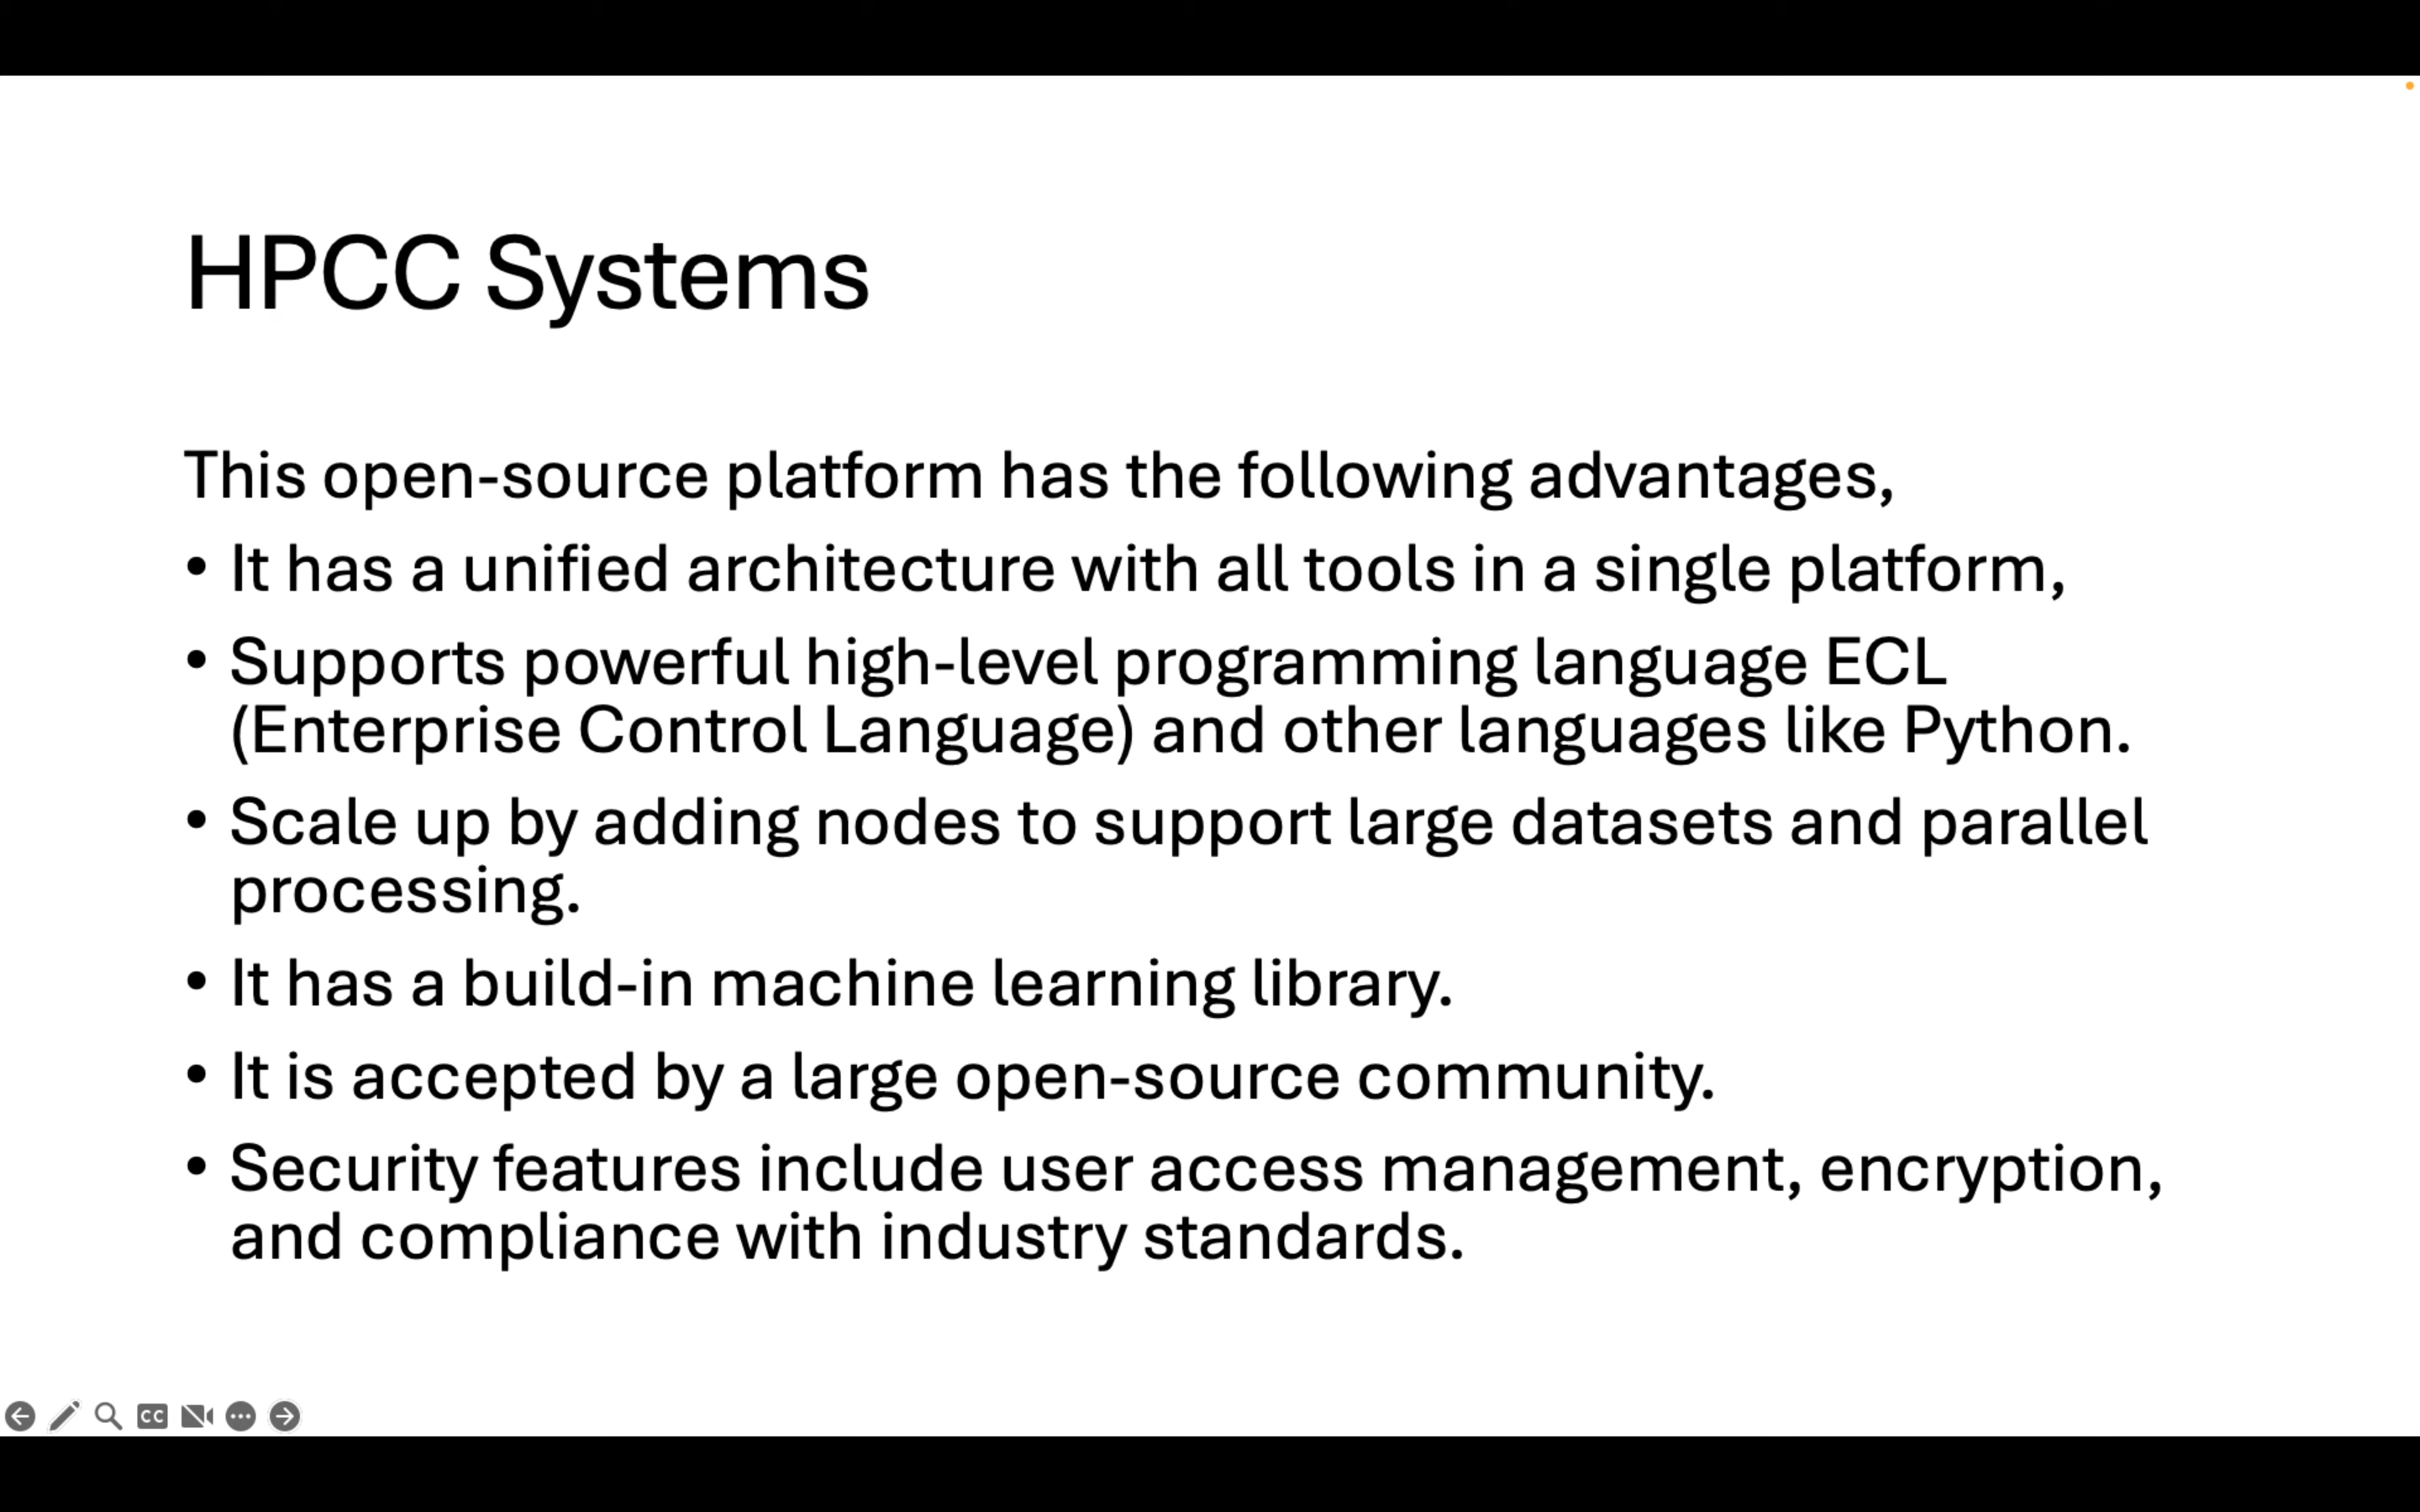 HPCC Systems
This open-source platform has the following advantages,
• It has a unified architecture with all tools in a single platform,
• Supports powerful high-level programming language ECL
(Enterprise Control Language) and other languages like Python.
• Scale up by adding nodes to support large datasets and parallel
processing.
• It has a build-in machine learning library.
• It is accepted by a large open-source community.
• Security features include user access management, encryption,
and compliance with industry standards.
CC